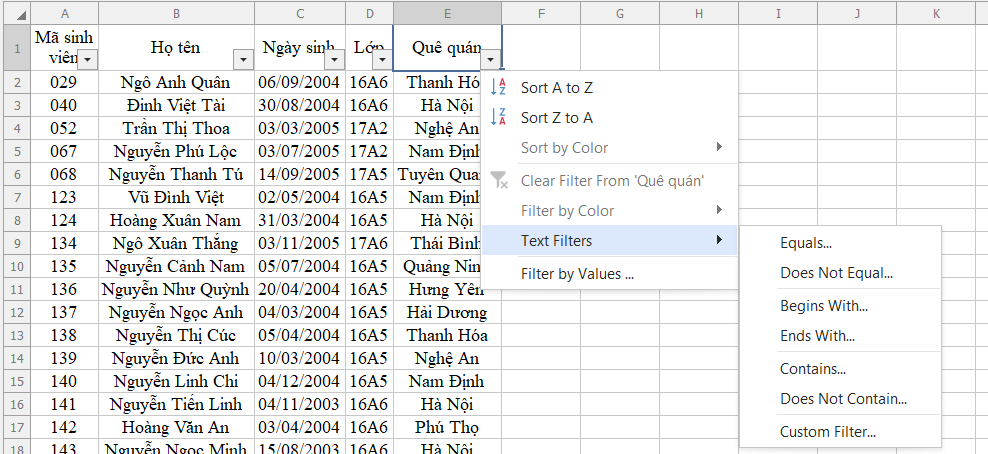 A B C D E F G H I J K
1 Mã sinh viên Họ tên Ngày sinh Lớp Quê quán
2 029 Ngô Anh Quân 06/09/2004 16A6 Thanh Hóa
3 040 Đinh Việt Tài 30/08/2004 16A6 Hà Nội
4 052 Trần Thị Thoa 03/03/2005 17A2 Nghệ An
5 067 Nguyễn Phú Lộc 03/07/2005 17A2 Nam Định
6 068 Nguyễn Thanh Tú 14/09/2005 17A5 Tuyên Quang
7 123 Vũ Đình Việt 02/05/2004 16A5 Nam Định
8 124 Hoàng Xuân Nam 31/03/2004 16A5 Hà Nội
9 134 Ngô Xuân Thắng 03/11/2005 17A6 Thái Bình
10 135 Nguyễn Cảnh Nam 05/07/2004 16A5 Quảng Ninh
11 136 Nguyễn Như Quỳnh 20/04/2004 16A5 Hưng Yên
12 137 Nguyễn Ngọc Anh 04/03/2004 16A5 Hải Dương
13 138 Nguyễn Thị Cúc 05/04/2004 16A5 Thanh Hóa
14 139 Nguyễn Đức Anh 10/03/2004 16A5 Nghệ An
15 140 Nguyễn Linh Chi 04/12/2004 16A5 Nam Định
16 141 Nguyễn Tiến Linh 04/11/2003 16A6 Hà Nội
17 142 Hoàng Văn An 03/04/2004 16A6 Phú Thọ
18 143 Nguyễn Ngọc Minh 15/08/2003 16A6 Hà Nội
Sort A to Z
Sort Z to A
Sort by Color
Clear Filter From 'Quê quán'
Filter by Color
Text Filters
Filter by Values ...
Equals...
Does Not Equal...
Begins With...
Ends With...
Contains...
Does Not Contain...
Custom Filter...